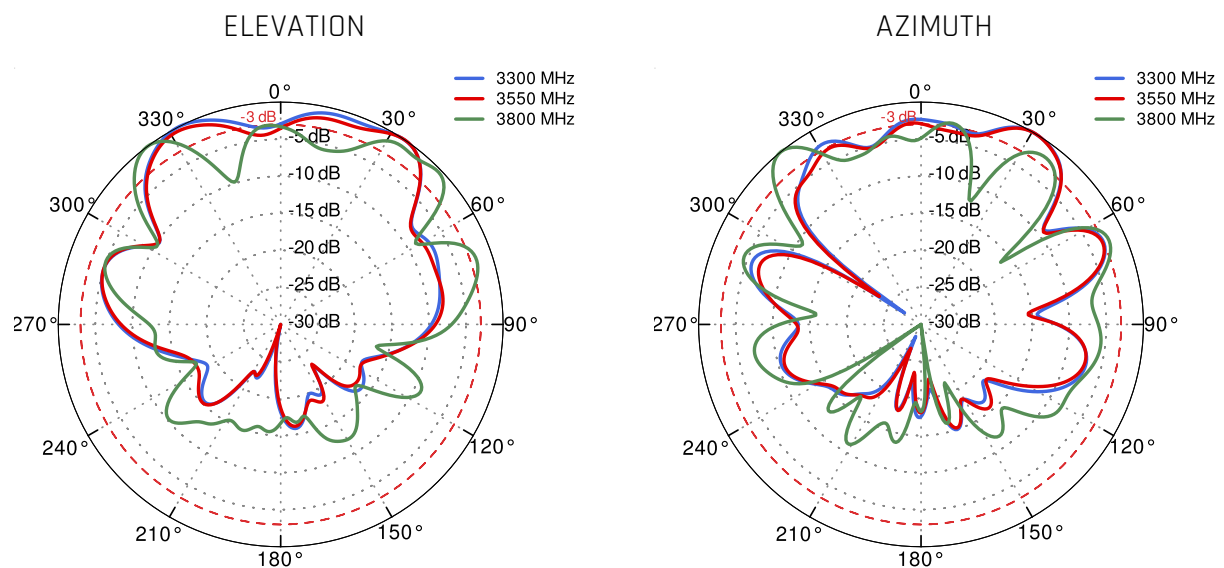 ELEVATION
3300 MHz
3550 MHz
3800 MHz
0°
330°
-3 dB
30°
-5 dB
-10 dB
300°
-15 dB
60°
-20 dB
-25 dB
270°
-30 dB
90°
240°
120°
210°
150°
180°
AZIMUTH
3300 MHz
3550 MHz
3800 MHz
0°
330°
-3 dB
30°
-5 dB
-10 dB
300°
-15 dB
60°
-20 dB
-25 dB
270°
-30 dB
90°
240°
120°
210°
150°
180°